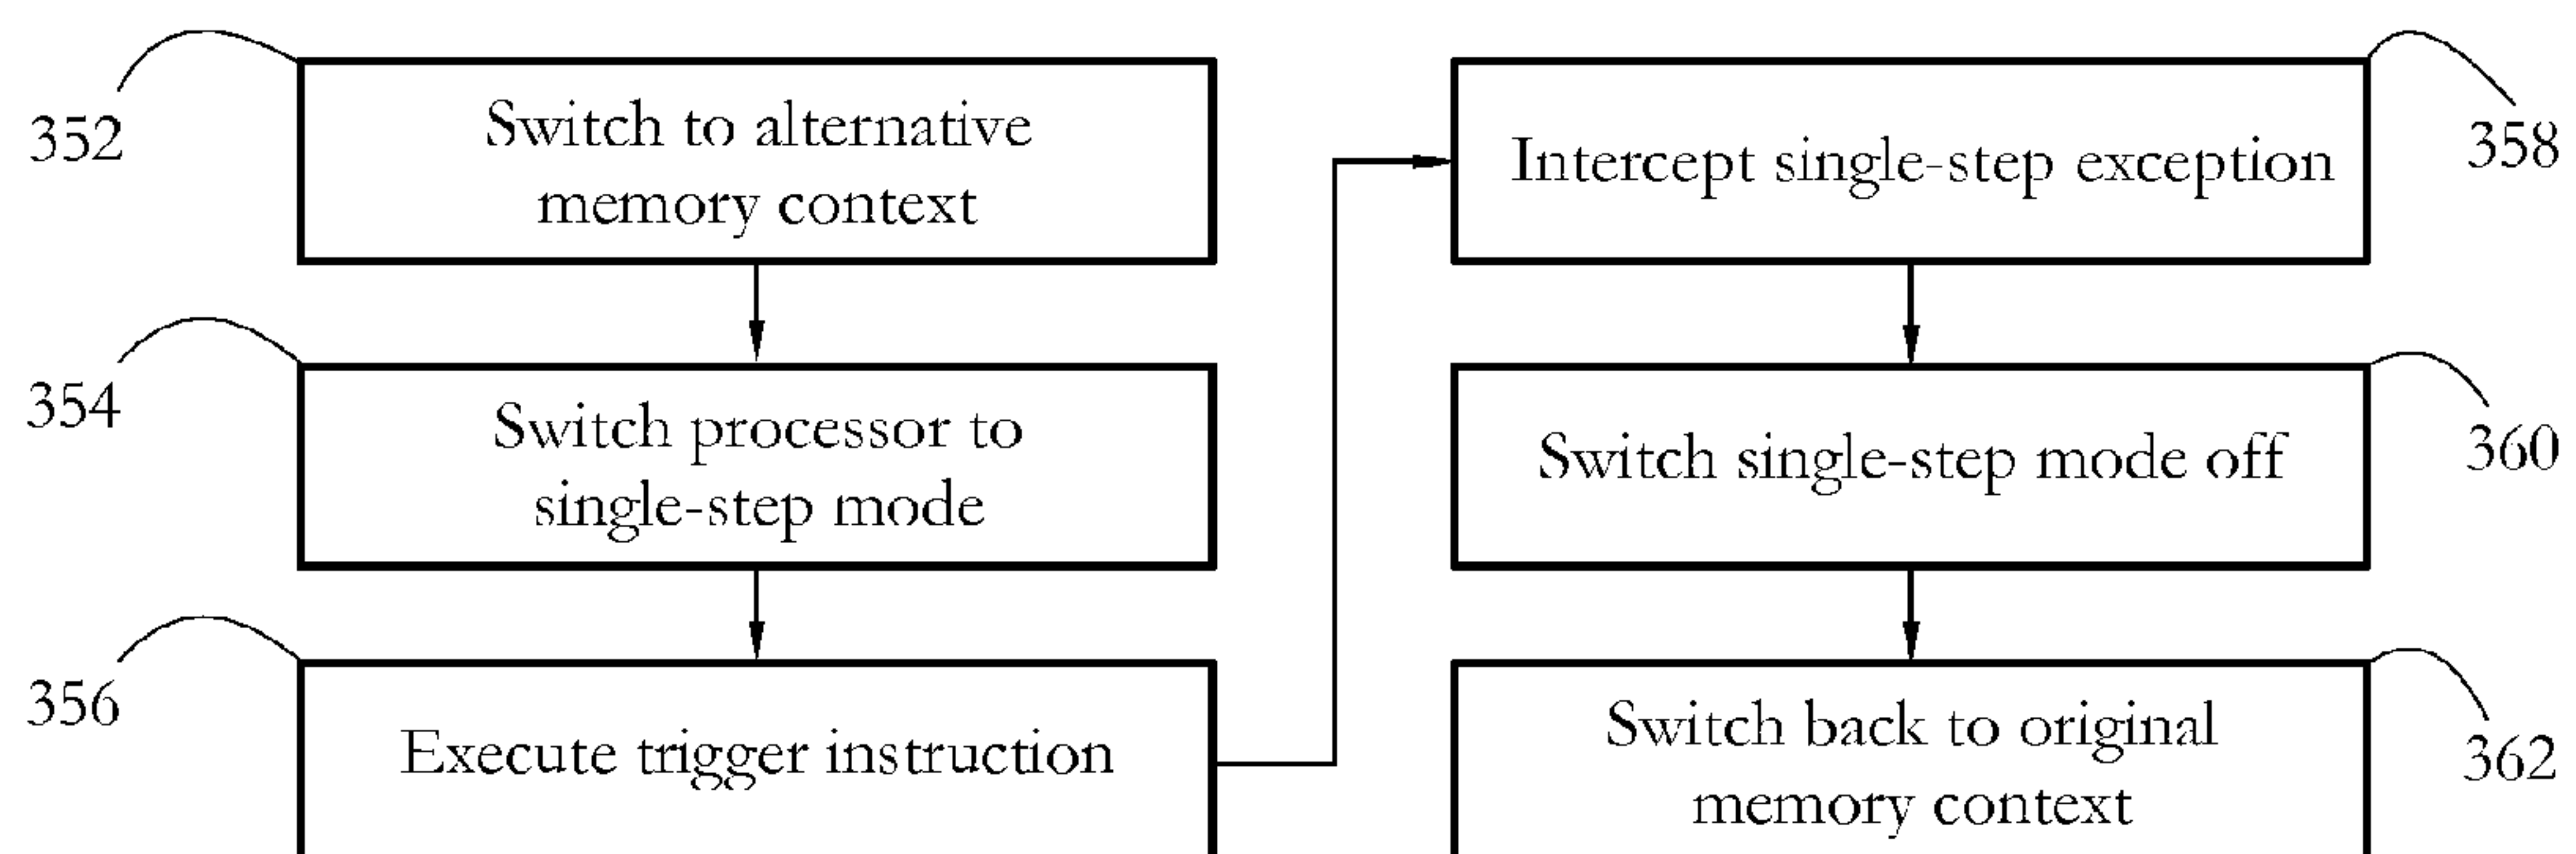 352
Switch to alternative
memory context
354
Switch processor to
single-step mode
356
Execute trigger instruction
Intercept single-step exception
358
Switch single-step mode off
360
Switch back to original
memory context
362